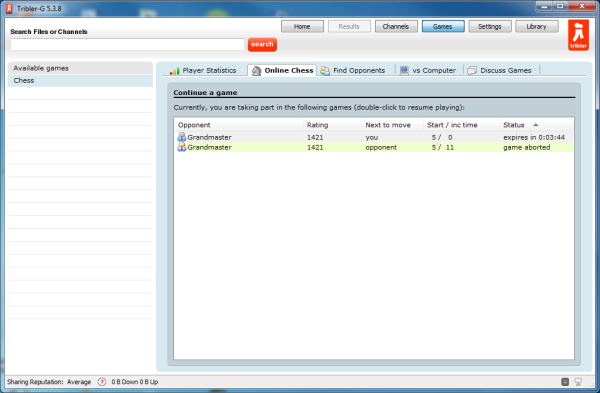 Tribler-G 5.3.8
Home Results Channels Games Settings Library
Search Files or Channels
search
tribler
Available games
Chess
Player Statistics Online Chess Find Opponents vs Computer Discuss Games
Continue a game
Currently, you are taking part in the following games (double-click to resume playing):
Opponent Rating Next to move Start / inc time Status
Grandmaster 1421 you 5 / 0 expires in 0:03:44
Grandmaster 1421 opponent 5 / 11 game aborted
Sharing Reputation: Average ? 0 B Down 0 B Up